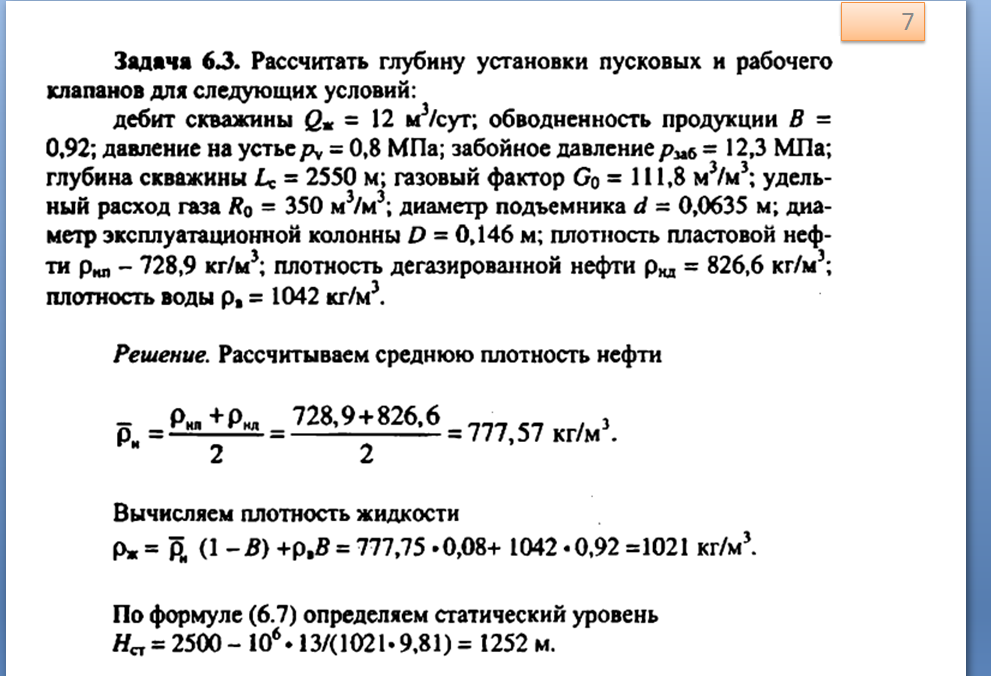 7
Задача 6.3. Рассчитать глубину установки пусковых и рабочего
клапанов для следующих условий:
дебит скважины Qж = 12 м³/сут; обводненность продукции B =
0,92; давление на устье pу = 0,8 МПа; забойное давление pзаб = 12,3 МПа;
глубина скважины Lс = 2550 м; газовый фактор G₀ = 111,8 м³/м³; удель-
ный расход газа R₀ = 350 м³/м³; диаметр подъемника d = 0,0635 м; диа-
метр эксплуатационной колонны D = 0,146 м; плотность пластовой неф-
ти ρнп – 728,9 кг/м³; плотность дегазированной нефти ρнд = 826,6 кг/м³;
плотность воды ρв = 1042 кг/м³.
Решение. Рассчитываем среднюю плотность нефти
ρ̄н = (ρнп + ρнд)/2 = (728,9+826,6)/2 = 777,57 кг/м³.
Вычисляем плотность жидкости
ρж = ρ̄н (1 – B) +ρвB = 777,75 • 0,08+ 1042 • 0,92 =1021 кг/м³.
По формуле (6.7) определяем статический уровень
Hст = 2500 – 10⁶ • 13/(1021• 9,81) = 1252 м.